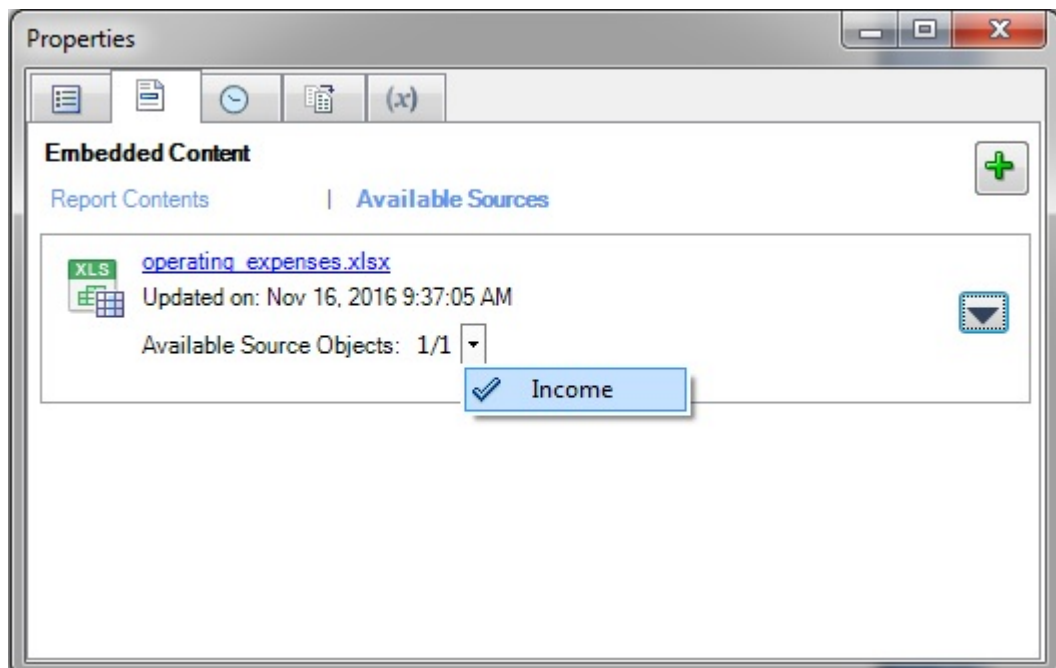 Properties
(x)
Embedded Content
Report Contents | Available Sources
XLS
operating_expenses.xlsx
Updated on: Nov 16, 2016 9:37:05 AM
Available Source Objects: 1/1
Income